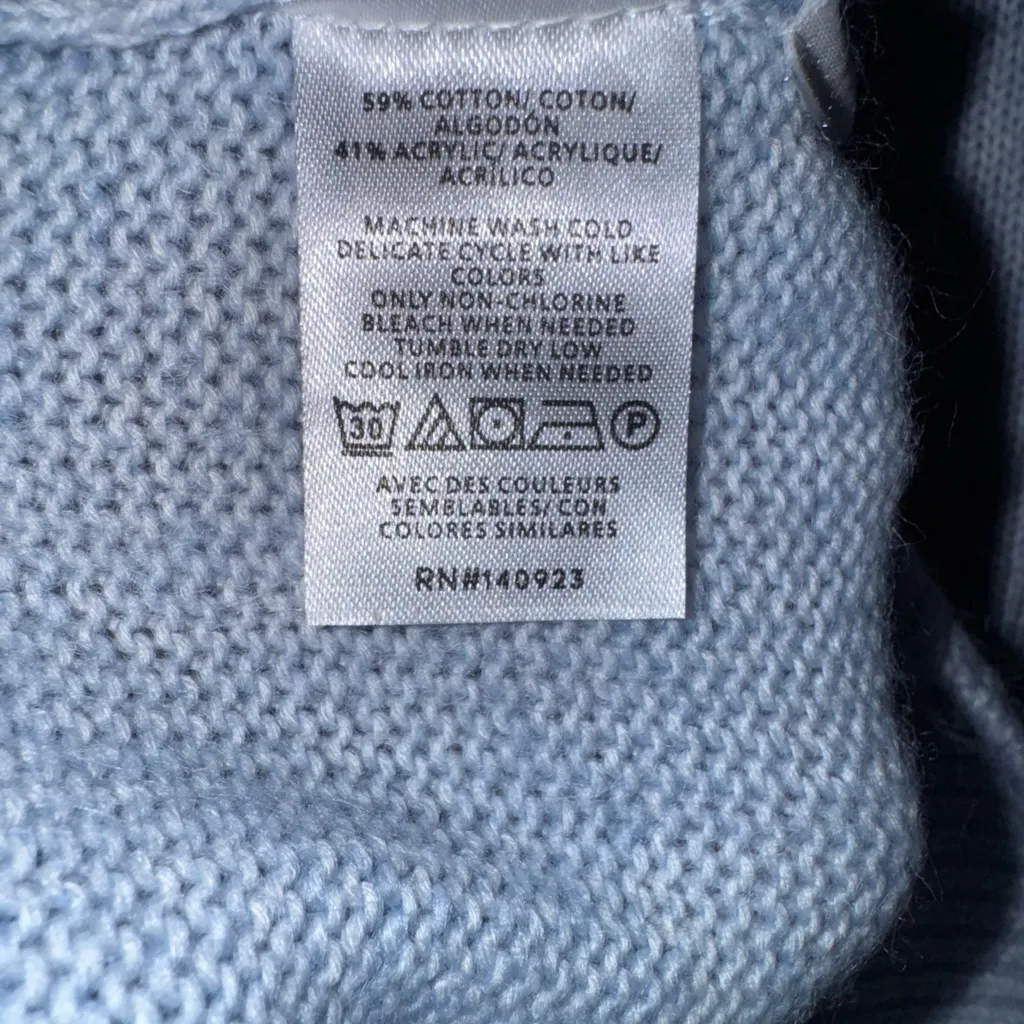 59% COTTON/ COTON/
ALGODÓN
41% ACRYLIC/ ACRYLIQUE/
ACRÍLICO
MACHINE WASH COLD
DELICATE CYCLE WITH LIKE
COLORS
ONLY NON-CHLORINE
BLEACH WHEN NEEDED
TUMBLE DRY LOW
COOL IRON WHEN NEEDED
30 P
AVEC DES COULEURS
SEMBLABLES/ CON
COLORES SIMILARES
RN#140923